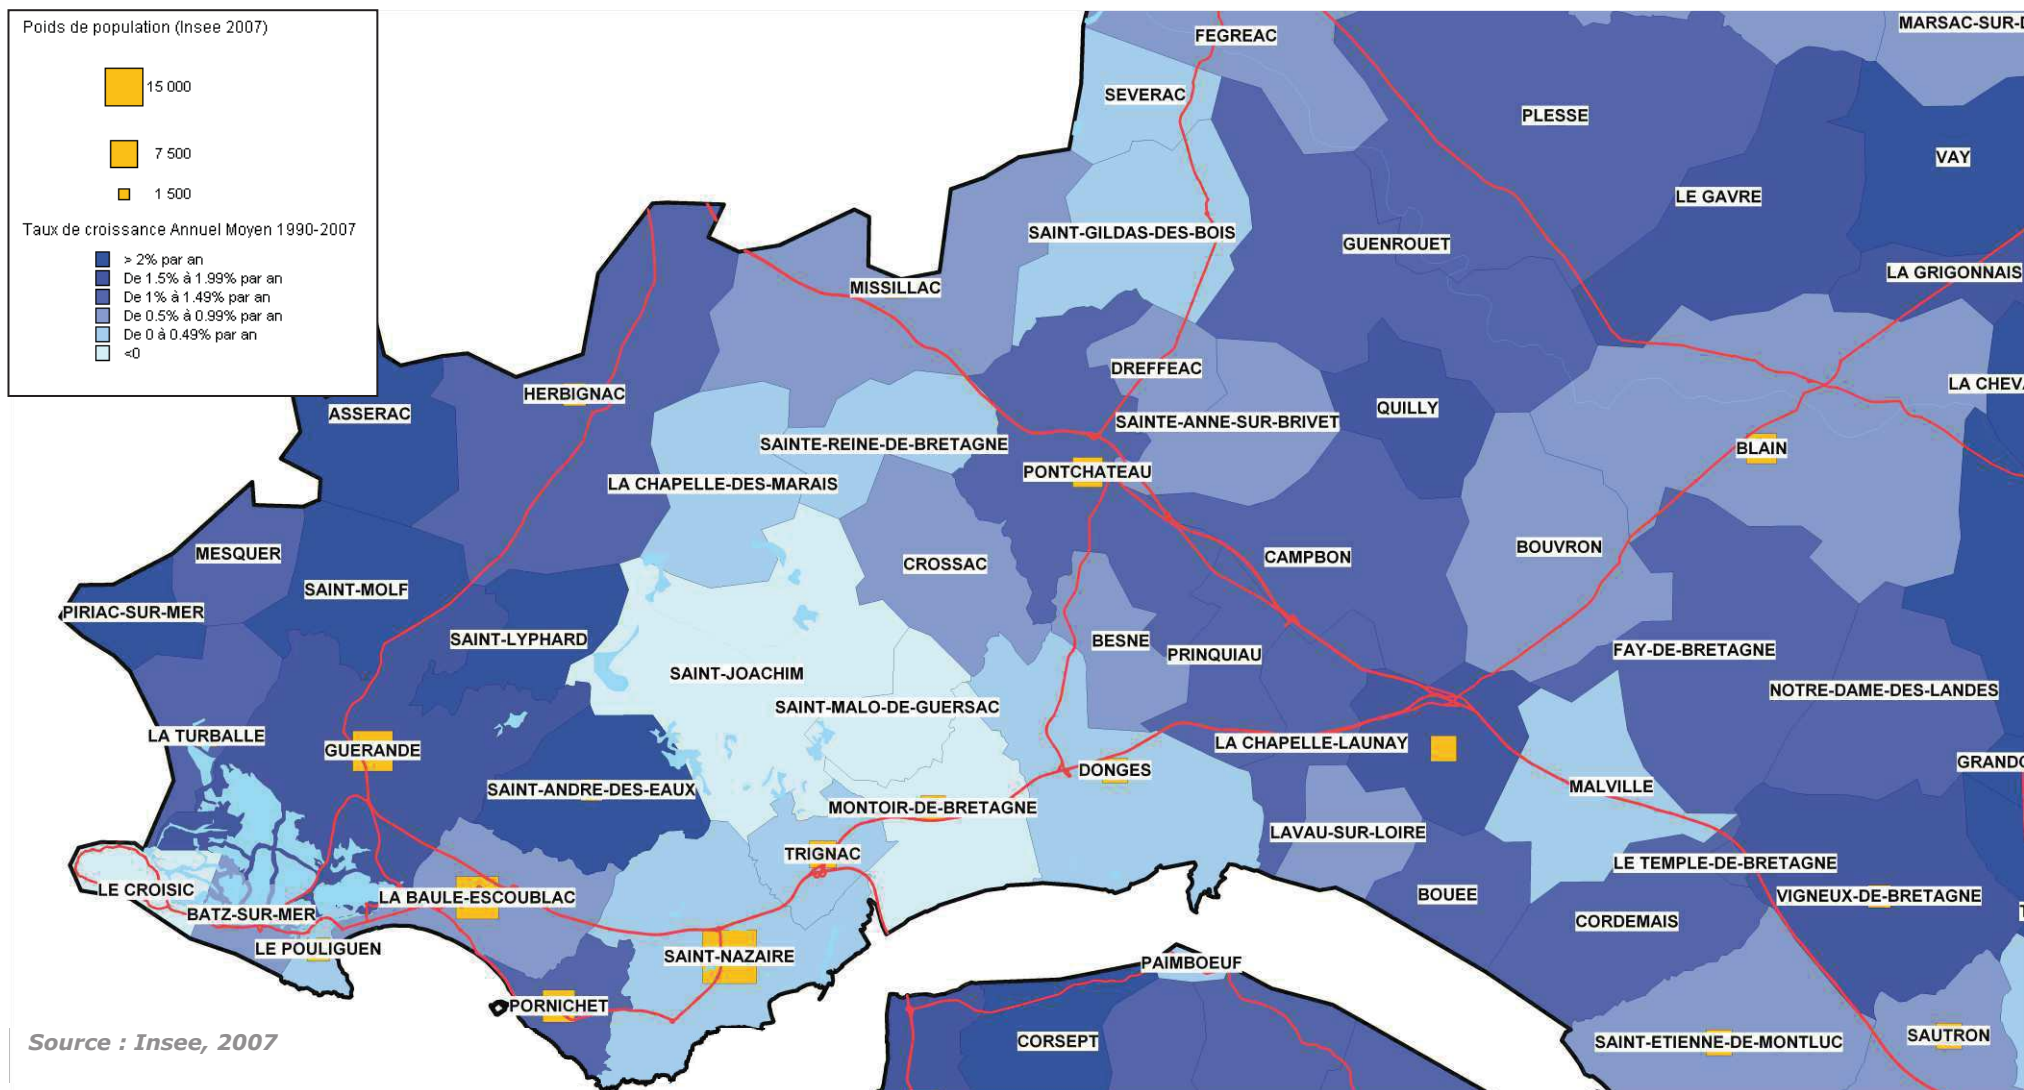 Poids de population (Insee 2007)
15 000
7 500
1 500
Taux de croissance Annuel Moyen 1990-2007
> 2% par an
De 1.5% à 1.99% par an
De 1% à 1.49% par an
De 0.5% à 0.99% par an
De 0 à 0.49% par an
<0
MARSAC-SUR-D
FEGREAC
SEVERAC
PLESSE
VAY
LE GAVRE
SAINT-GILDAS-DES-BOIS
GUENROUET
LA GRIGONNAIS
MISSILLAC
DREFFEAC
LA CHEVA
HERBIGNAC
ASSERAC
QUILLY
SAINTE-ANNE-SUR-BRIVET
SAINTE-REINE-DE-BRETAGNE
BLAIN
PONTCHATEAU
LA CHAPELLE-DES-MARAIS
MESQUER
BOUVRON
CAMPBON
CROSSAC
SAINT-MOLF
PIRIAC-SUR-MER
SAINT-LYPHARD
BESNE
PRINQUIAU
FAY-DE-BRETAGNE
SAINT-JOACHIM
NOTRE-DAME-DES-LANDES
SAINT-MALO-DE-GUERSAC
LA TURBALLE
GUERANDE
LA CHAPELLE-LAUNAY
GRANDC
DONGES
MALVILLE
SAINT-ANDRE-DES-EAUX
MONTOIR-DE-BRETAGNE
LAVAU-SUR-LOIRE
TRIGNAC
LE TEMPLE-DE-BRETAGNE
LE CROISIC
LA BAULE-ESCOUBLAC
BOUEE
VIGNEUX-DE-BRETAGNE
BATZ-SUR-MER
CORDEMAIS
LE POULIGUEN
SAINT-NAZAIRE
PAIMBOEUF
PORNICHET
CORSEPT
SAINT-ETIENNE-DE-MONTLUC
SAUTRON
Source : Insee, 2007